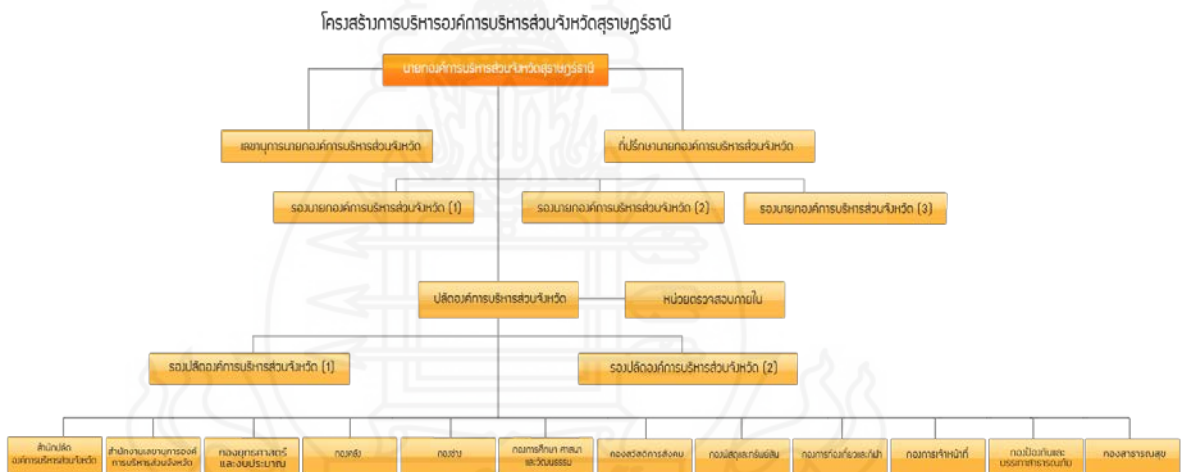 โครงสร้างการบริหารองค์การบริหารส่วนจังหวัดสุราษฎร์ธานี
นายกองค์การบริหารส่วนจังหวัดสุราษฎร์ธานี
เลขานุการนายกองค์การบริหารส่วนจังหวัด
ที่ปรึกษานายกองค์การบริหารส่วนจังหวัด
รองนายกองค์การบริหารส่วนจังหวัด (1)
รองนายกองค์การบริหารส่วนจังหวัด (2)
รองนายกองค์การบริหารส่วนจังหวัด (3)
ปลัดองค์การบริหารส่วนจังหวัด
หน่วยตรวจสอบภายใน
รองปลัดองค์การบริหารส่วนจังหวัด (1)
รองปลัดองค์การบริหารส่วนจังหวัด (2)
สำนักปลัด
องค์การบริหารส่วนจังหวัด
สำนักงานเลขานุการองค์
การบริหารส่วนจังหวัด
กองยุทธศาสตร์
และงบประมาณ
กองคลัง
กองช่าง
กองการศึกษา ศาสนา
และวัฒนธรรม
กองสวัสดิการสังคม
กองพัสดุและทรัพย์สิน
กองการท่องเที่ยวและกีฬา
กองการเจ้าหน้าที่
กองป้องกันและ
บรรเทาสาธารณภัย
กองสาธารณสุข